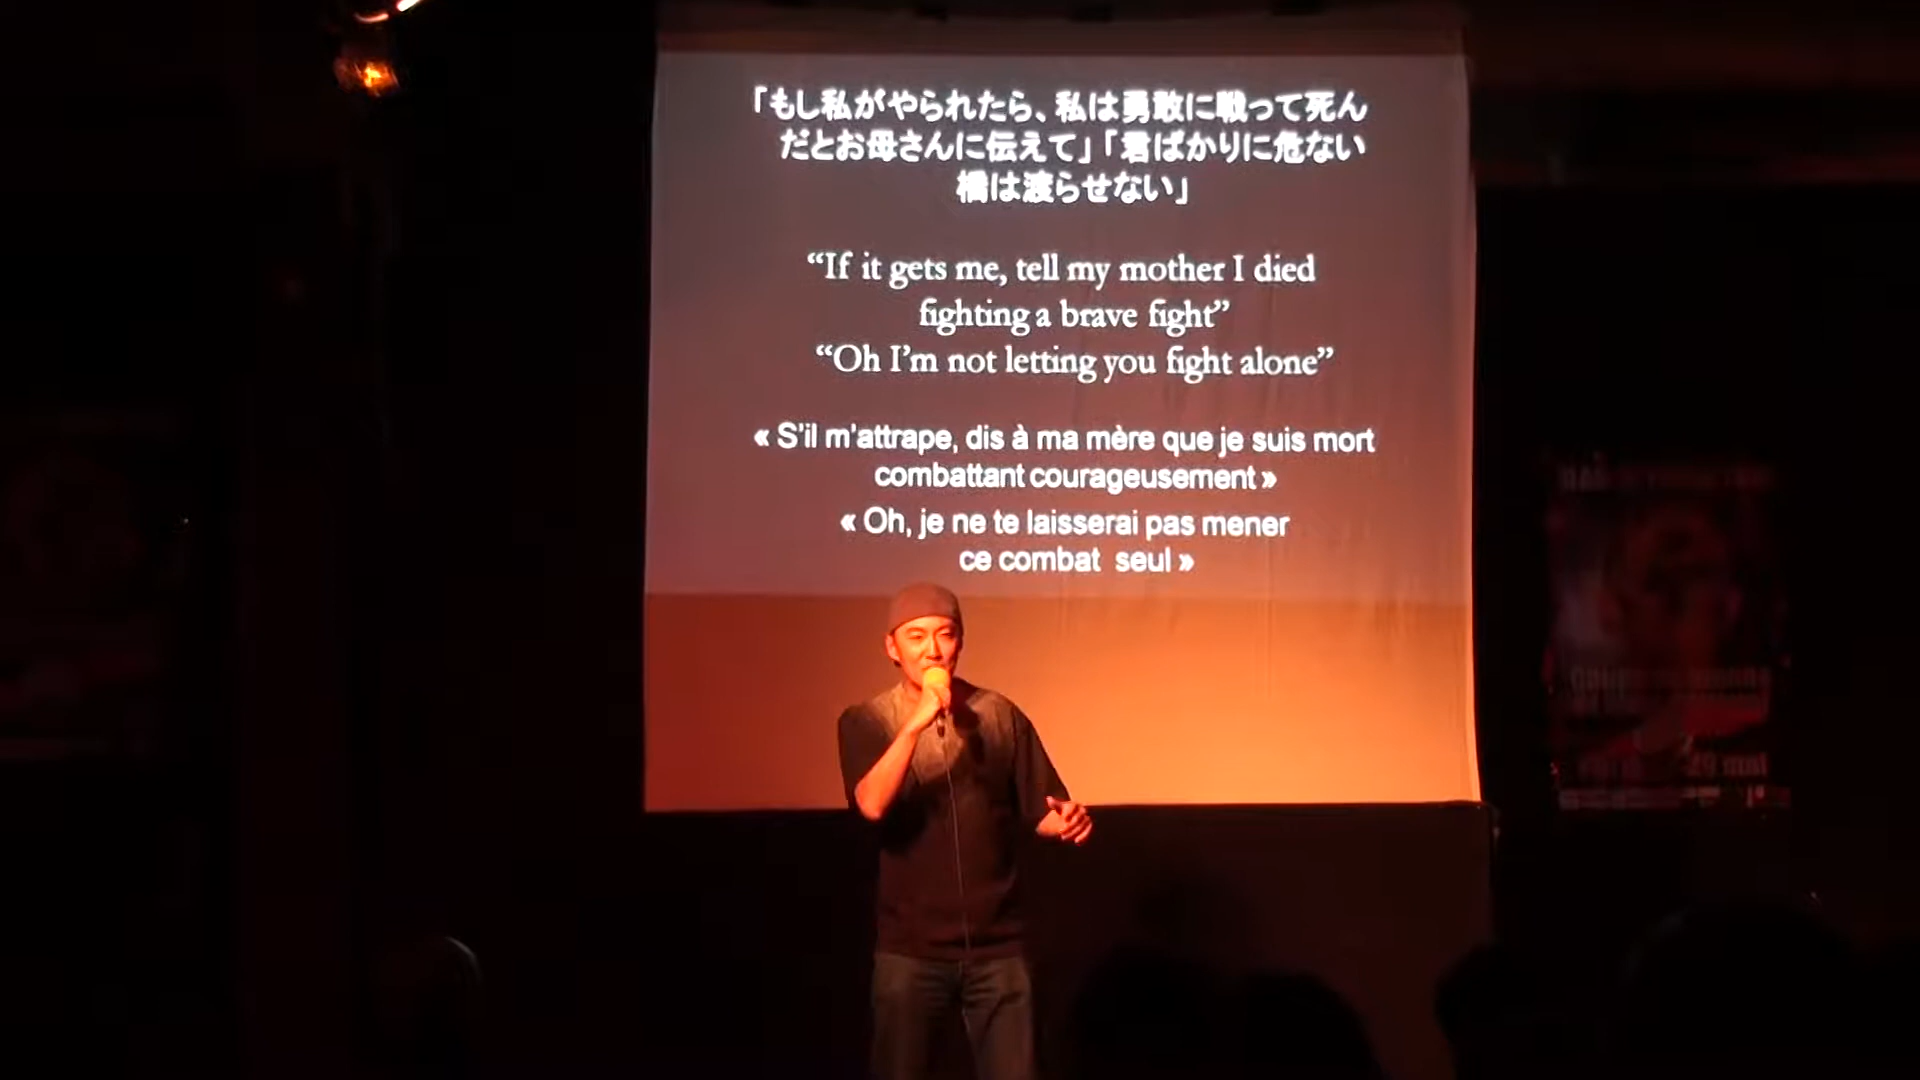 「もし私がやられたら、私は勇敢に戦って死ん
だとお母さんに伝えて」「君ばかりに危ない
橋は渡らせない」
“If it gets me, tell my mother I died
fighting a brave fight”
“Oh I’m not letting you fight alone”
« S’il m’attrape, dis à ma mère que je suis mort
combattant courageusement »
« Oh, je ne te laisserai pas mener
ce combat seul »